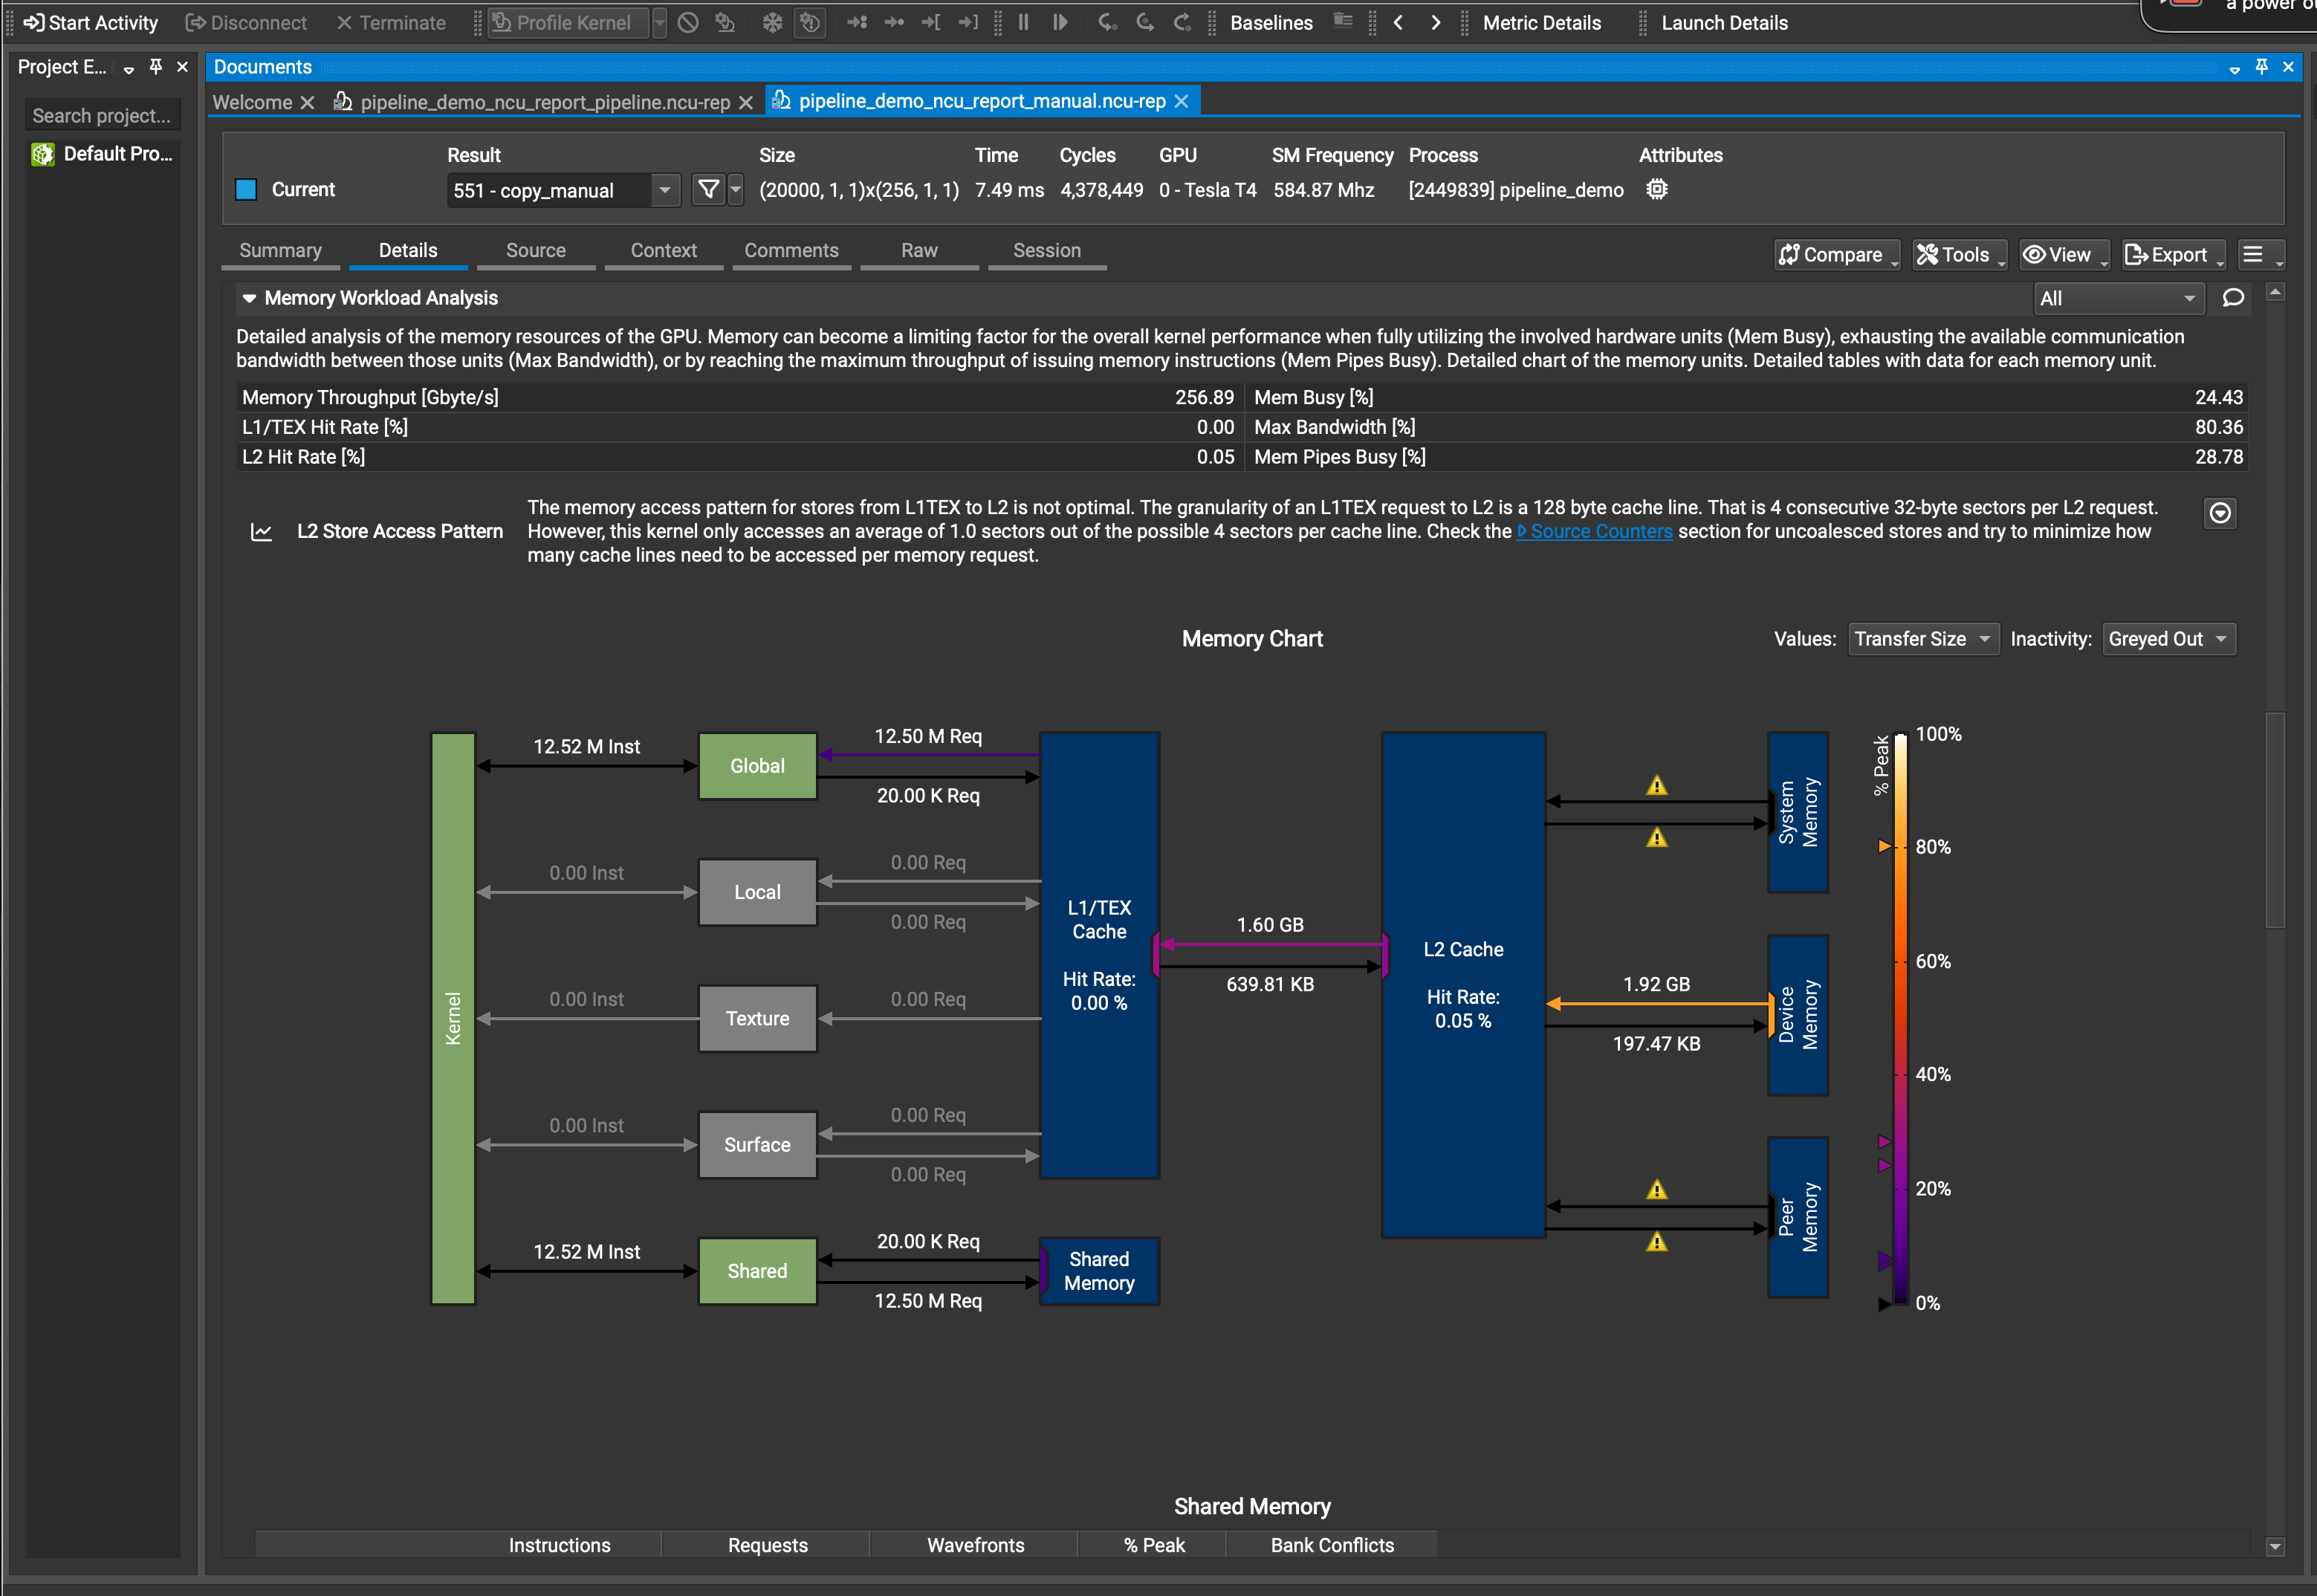 a power ou
Start Activity Disconnect Terminate Profile Kernel Baselines Metric Details Launch Details
Project E...
Documents
Search project...
Default Pro...
Welcome pipeline_demo_ncu_report_pipeline.ncu-rep pipeline_demo_ncu_report_manual.ncu-rep
Result Size Time Cycles GPU SM Frequency Process Attributes
Current 551 - copy_manual (20000, 1, 1)x(256, 1, 1) 7.49 ms 4,378,449 0 - Tesla T4 584.87 Mhz [2449839] pipeline_demo
Summary Details Source Context Comments Raw Session Compare Tools View Export
Memory Workload Analysis All
Detailed analysis of the memory resources of the GPU. Memory can become a limiting factor for the overall kernel performance when fully utilizing the involved hardware units (Mem Busy), exhausting the available communication
bandwidth between those units (Max Bandwidth), or by reaching the maximum throughput of issuing memory instructions (Mem Pipes Busy). Detailed chart of the memory units. Detailed tables with data for each memory unit.
Memory Throughput [Gbyte/s] 256.89 Mem Busy [%] 24.43
L1/TEX Hit Rate [%] 0.00 Max Bandwidth [%] 80.36
L2 Hit Rate [%] 0.05 Mem Pipes Busy [%] 28.78
L2 Store Access Pattern
The memory access pattern for stores from L1TEX to L2 is not optimal. The granularity of an L1TEX request to L2 is a 128 byte cache line. That is 4 consecutive 32-byte sectors per L2 request.
However, this kernel only accesses an average of 1.0 sectors out of the possible 4 sectors per cache line. Check the Source Counters section for uncoalesced stores and try to minimize how
many cache lines need to be accessed per memory request.
Memory Chart Values: Transfer Size Inactivity: Greyed Out
Kernel
12.52 M Inst
Global
12.50 M Req
20.00 K Req
0.00 Inst
Local
0.00 Req
0.00 Req
0.00 Inst
Texture
0.00 Req
0.00 Inst
Surface
0.00 Req
0.00 Req
12.52 M Inst
Shared
20.00 K Req
12.50 M Req
L1/TEX
Cache
Hit Rate:
0.00 %
Shared
Memory
1.60 GB
639.81 KB
L2 Cache
Hit Rate:
0.05 %
1.92 GB
197.47 KB
System
Memory
Device
Memory
Peer
Memory
% Peak
100%
80%
60%
40%
20%
0%
Shared Memory
Instructions Requests Wavefronts % Peak Bank Conflicts